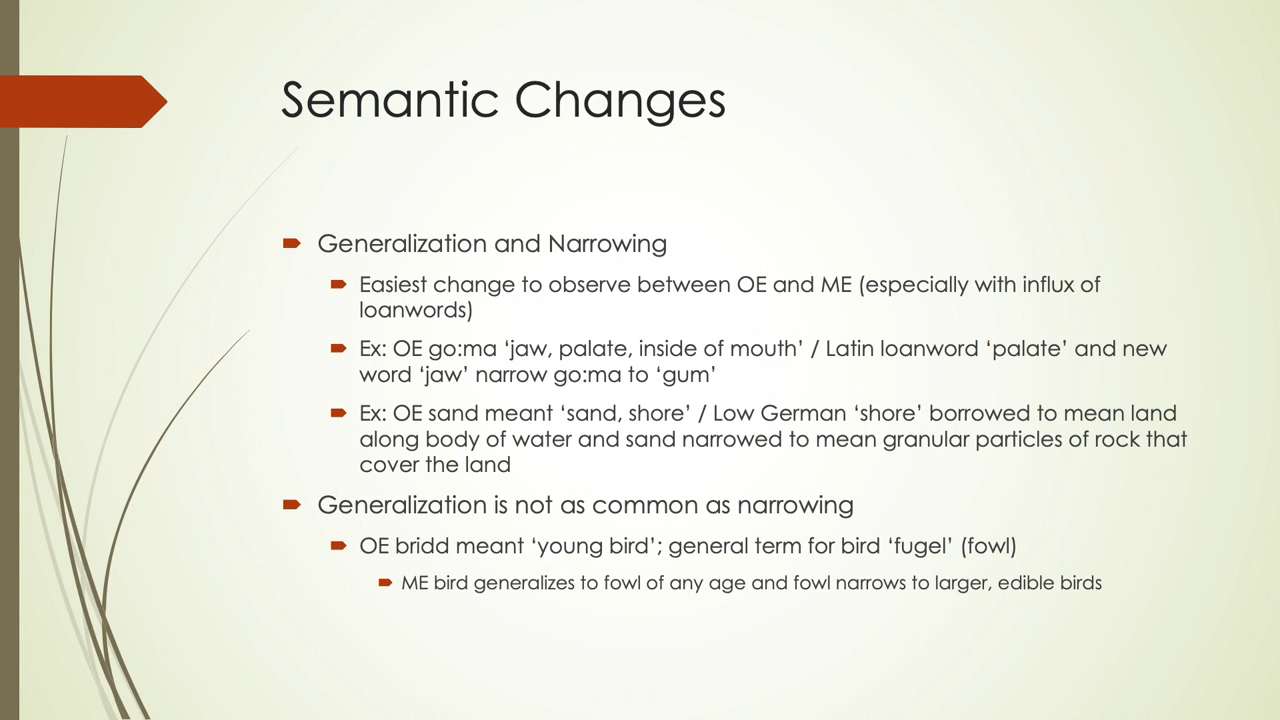 Semantic Changes
Generalization and Narrowing
Easiest change to observe between OE and ME (especially with influx of
loanwords)
Ex: OE go:ma ‘jaw, palate, inside of mouth’ / Latin loanword ‘palate’ and new
word ‘jaw’ narrow go:ma to ‘gum’
Ex: OE sand meant ‘sand, shore’ / Low German ‘shore’ borrowed to mean land
along body of water and sand narrowed to mean granular particles of rock that
cover the land
Generalization is not as common as narrowing
OE bridd meant ‘young bird’; general term for bird ‘fugel’ (fowl)
ME bird generalizes to fowl of any age and fowl narrows to larger, edible birds